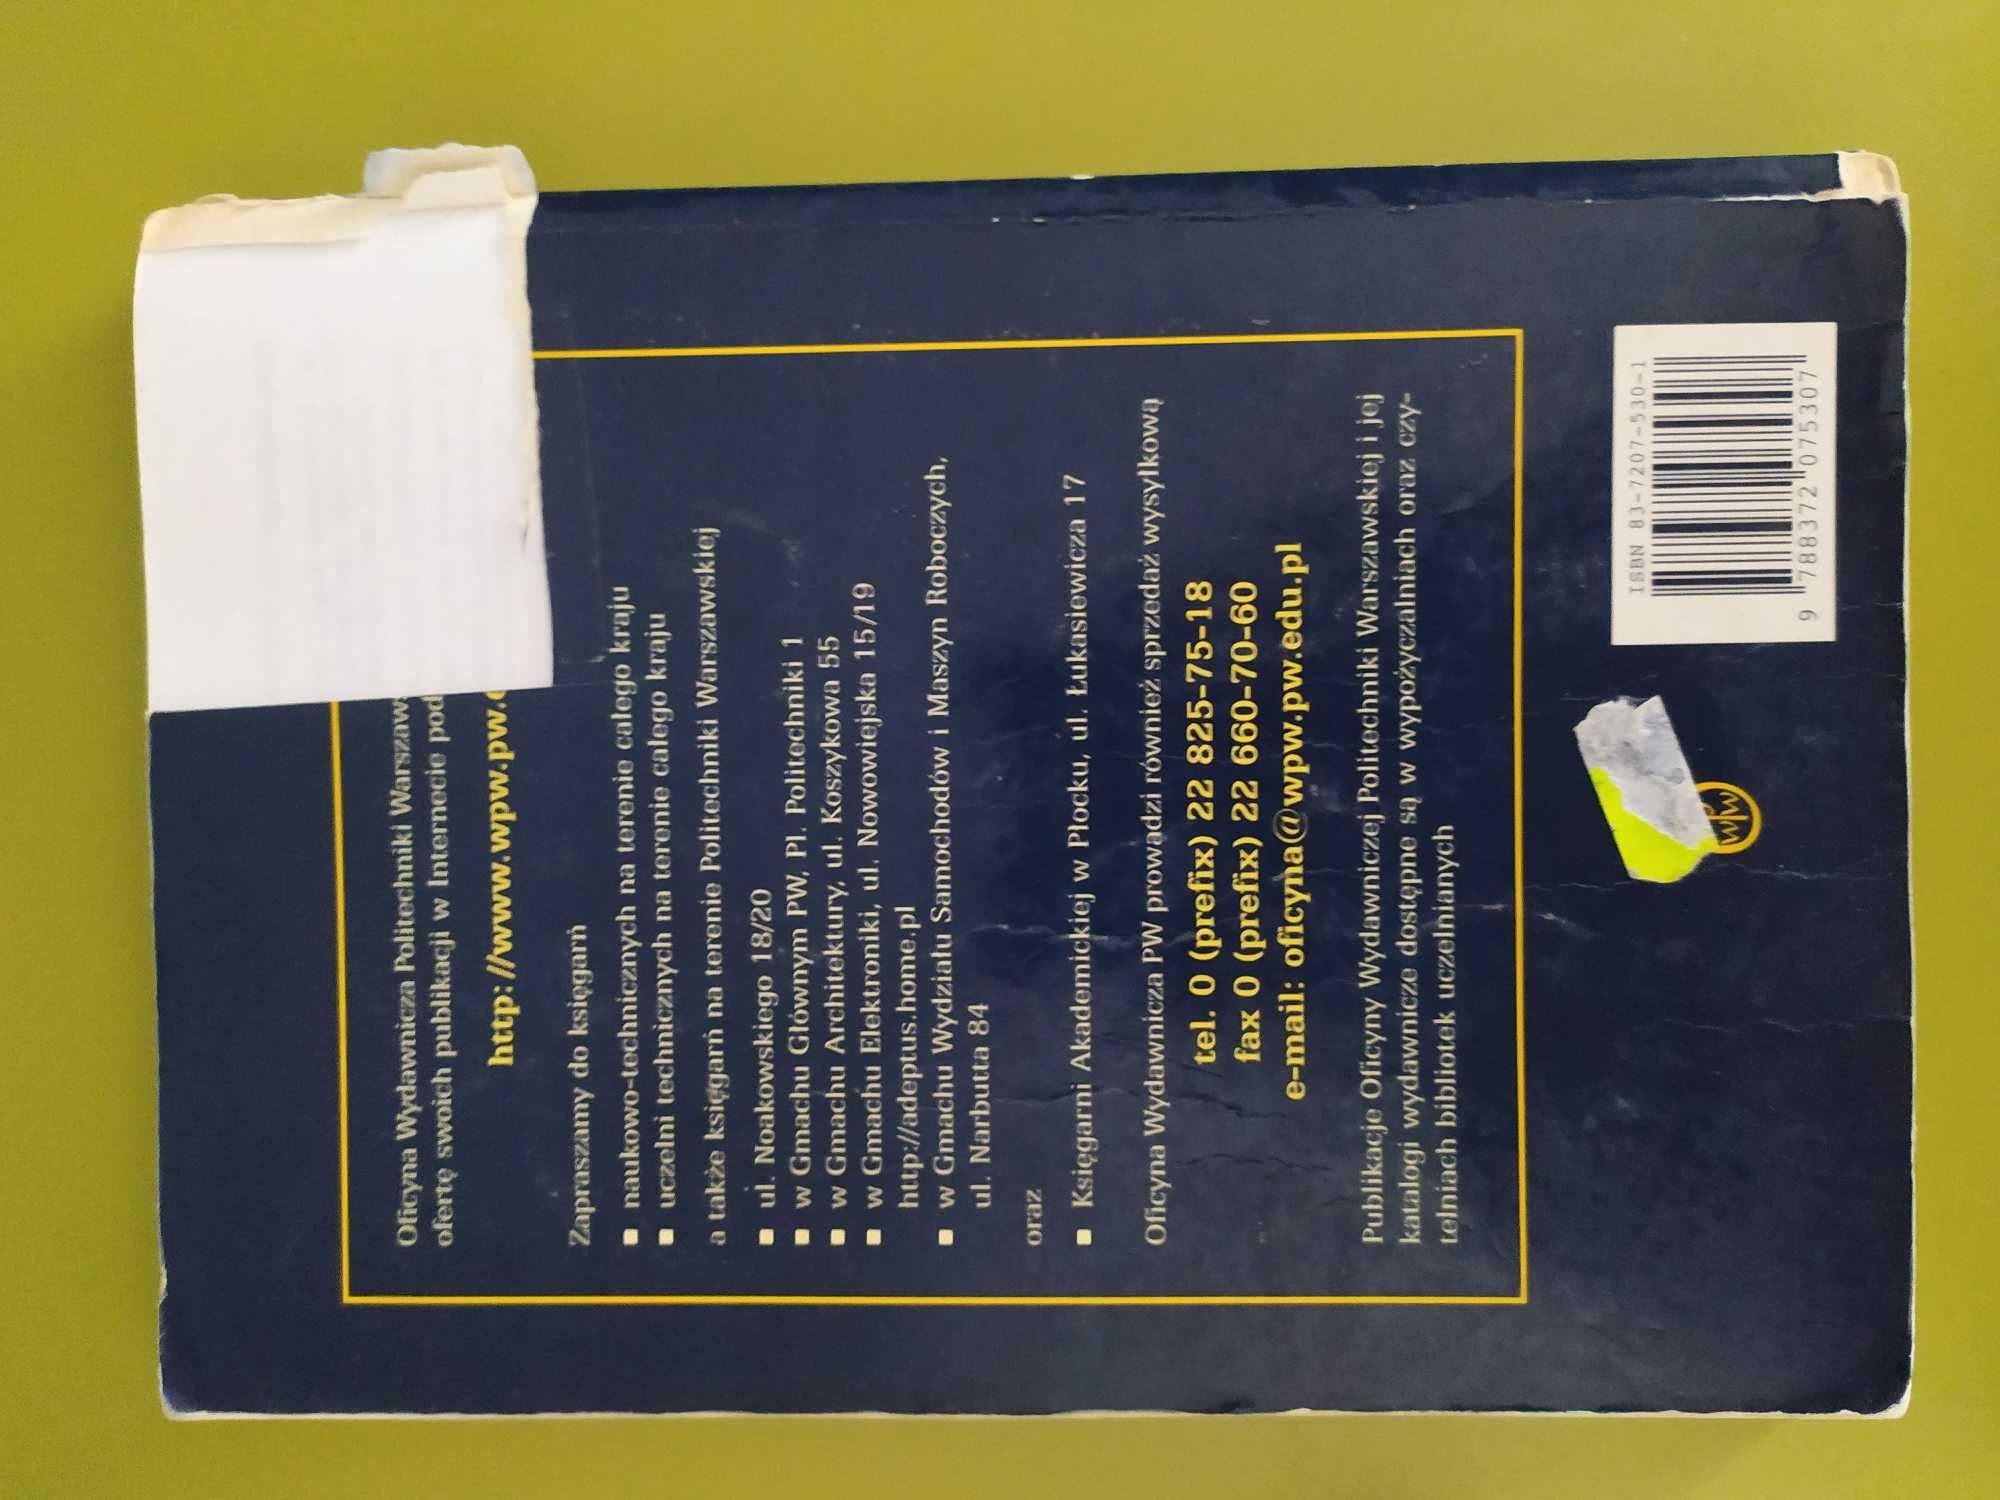 Oficyna Wydawnicza Politechniki
ofertę swoich publikacji w Internecie pod
http://www.wpw.pw.
Zapraszamy do księgarń
■ naukowo-technicznych na terenie całego kraju
■ uczelni technicznych na terenie całego kraju
a także księgarń na terenie Politechniki Warszawskiej
■ ul. Noakowskiego 18/20
■ w Gmachu Głównym PW, Pl. Politechniki 1
■ w Gmachu Architektury, ul. Koszykowa 55
■ w Gmachu Elektroniki, ul. Nowowiejska 15/19
http://adeptus.home.pl
■ w Gmachu Wydziału Samochodów i Maszyn Roboczych,
ul. Narbutta 84
oraz
■ Księgarni Akademickiej w Płocku, ul. Łukasiewicza 17
Oficyna Wydawnicza PW prowadzi również sprzedaż wysyłkową
tel. 0 (prefix) 22 825-75-18
fax 0 (prefix) 22 660-70-60
e-mail: oficyna@wpw.pw.edu.pl
Publikacje Oficyny Wydawniczej Politechniki Warszawskiej i jej
katalogi wydawnicze dostępne są w wypożyczalniach oraz czy-
telniach bibliotek uczelnianych
ISBN 83-7207-530-1
9 788372 075307